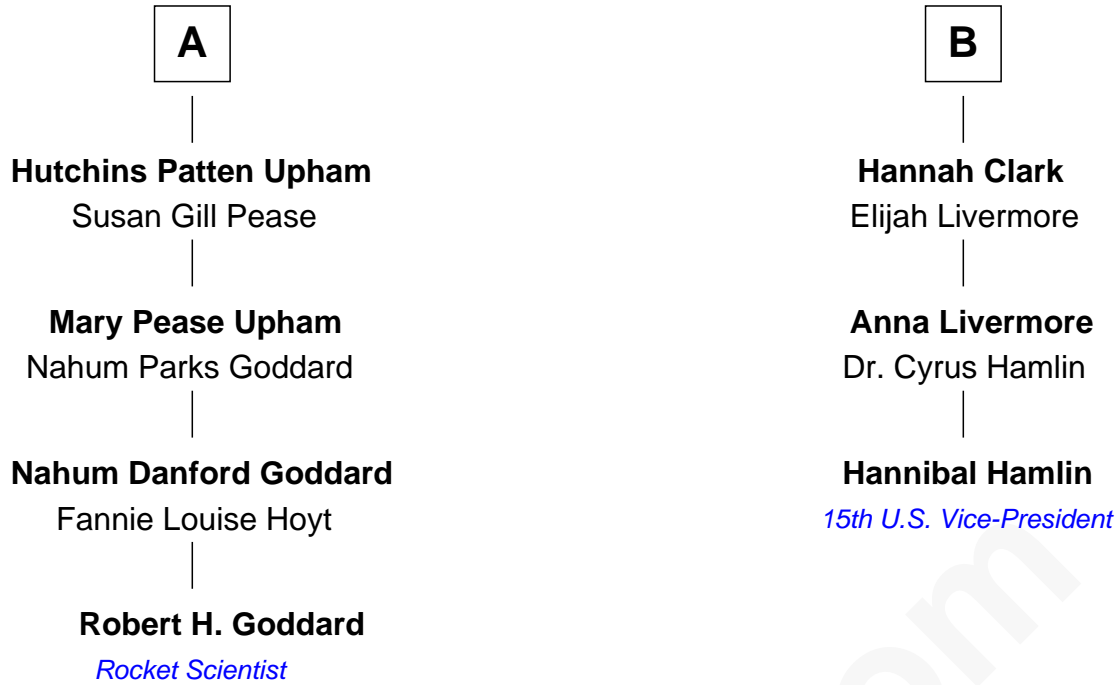 A
Hutchins Patten Upham
Susan Gill Pease
Mary Pease Upham
Nahum Parks Goddard
Nahum Danford Goddard
Fannie Louise Hoyt
Robert H. Goddard
Rocket Scientist
B
Hannah Clark
Elijah Livermore
Anna Livermore
Dr. Cyrus Hamlin
Hannibal Hamlin
15th U.S. Vice-President
om